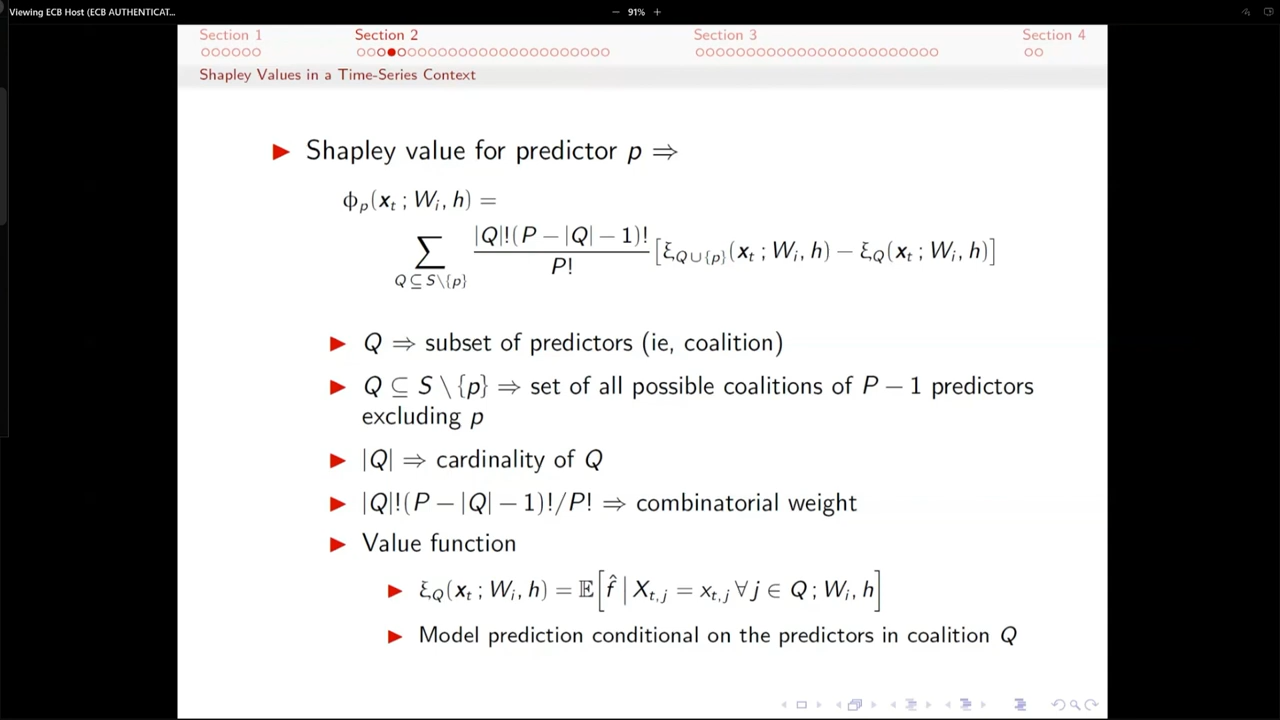 Viewing ECB Host (ECB AUTHENTICAT...
− 91% +
Section 1 Section 2 Section 3 Section 4
Shapley Values in a Time-Series Context
▶ Shapley value for predictor p ⇒
ϕ_p(x_t ; W_i, h) =
∑_{Q ⊆ S\{p}} |Q|!(P − |Q| − 1)! / P! [ξ_{Q∪{p}}(x_t ; W_i, h) − ξ_Q(x_t ; W_i, h)]
▶ Q ⇒ subset of predictors (ie, coalition)
▶ Q ⊆ S \ {p} ⇒ set of all possible coalitions of P − 1 predictors
excluding p
▶ |Q| ⇒ cardinality of Q
▶ |Q|!(P − |Q| − 1)!/P! ⇒ combinatorial weight
▶ Value function
▶ ξ_Q(x_t ; W_i, h) = 𝔼[f̂ | X_{t,j} = x_{t,j} ∀ j ∈ Q ; W_i, h]
▶ Model prediction conditional on the predictors in coalition Q